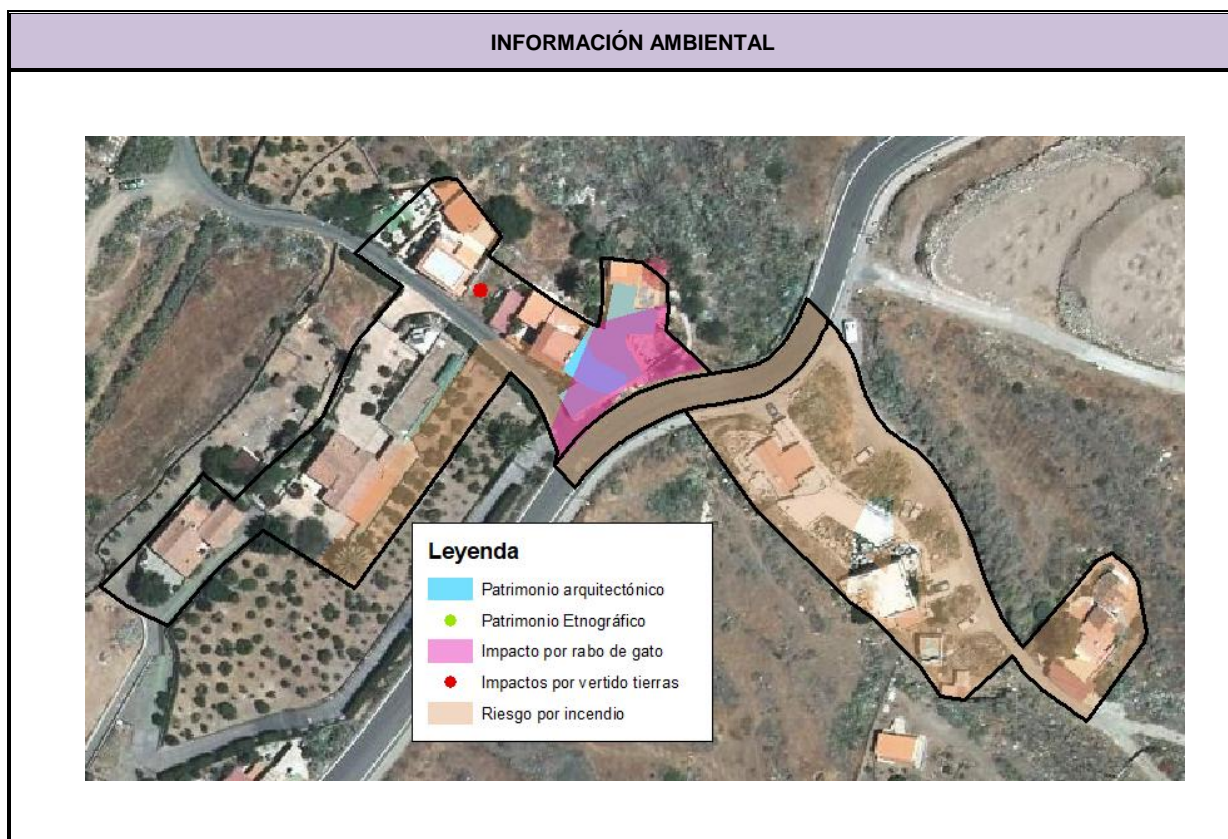 INFORMACIÓN AMBIENTAL
Leyenda
Patrimonio arquitectónico
Patrimonio Etnográfico
Impacto por rabo de gato
Impactos por vertido tierras
Riesgo por incendio